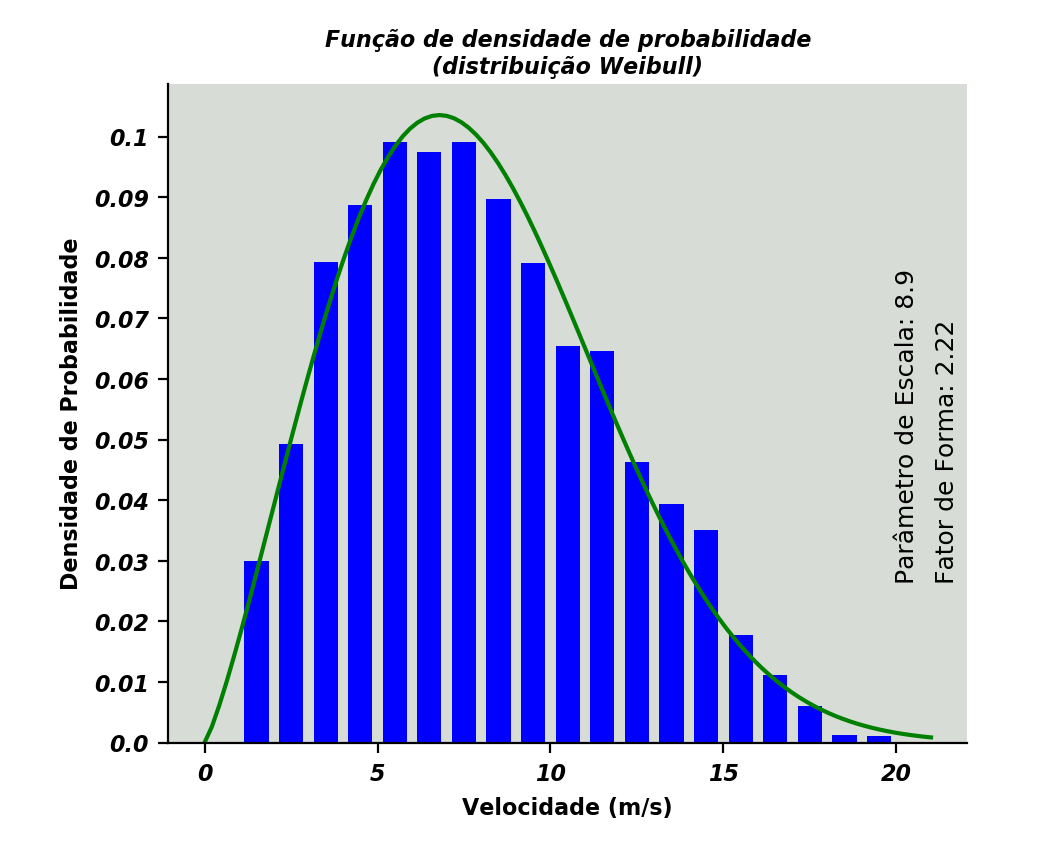 Função de densidade de probabilidade
(distribuição Weibull)
Densidade de Probabilidade
0.1
0.09
0.08
0.07
0.06
0.05
0.04
0.03
0.02
0.01
0.0
Parâmetro de Escala: 8.9
Fator de Forma: 2.22
0 5 10 15 20
Velocidade (m/s)